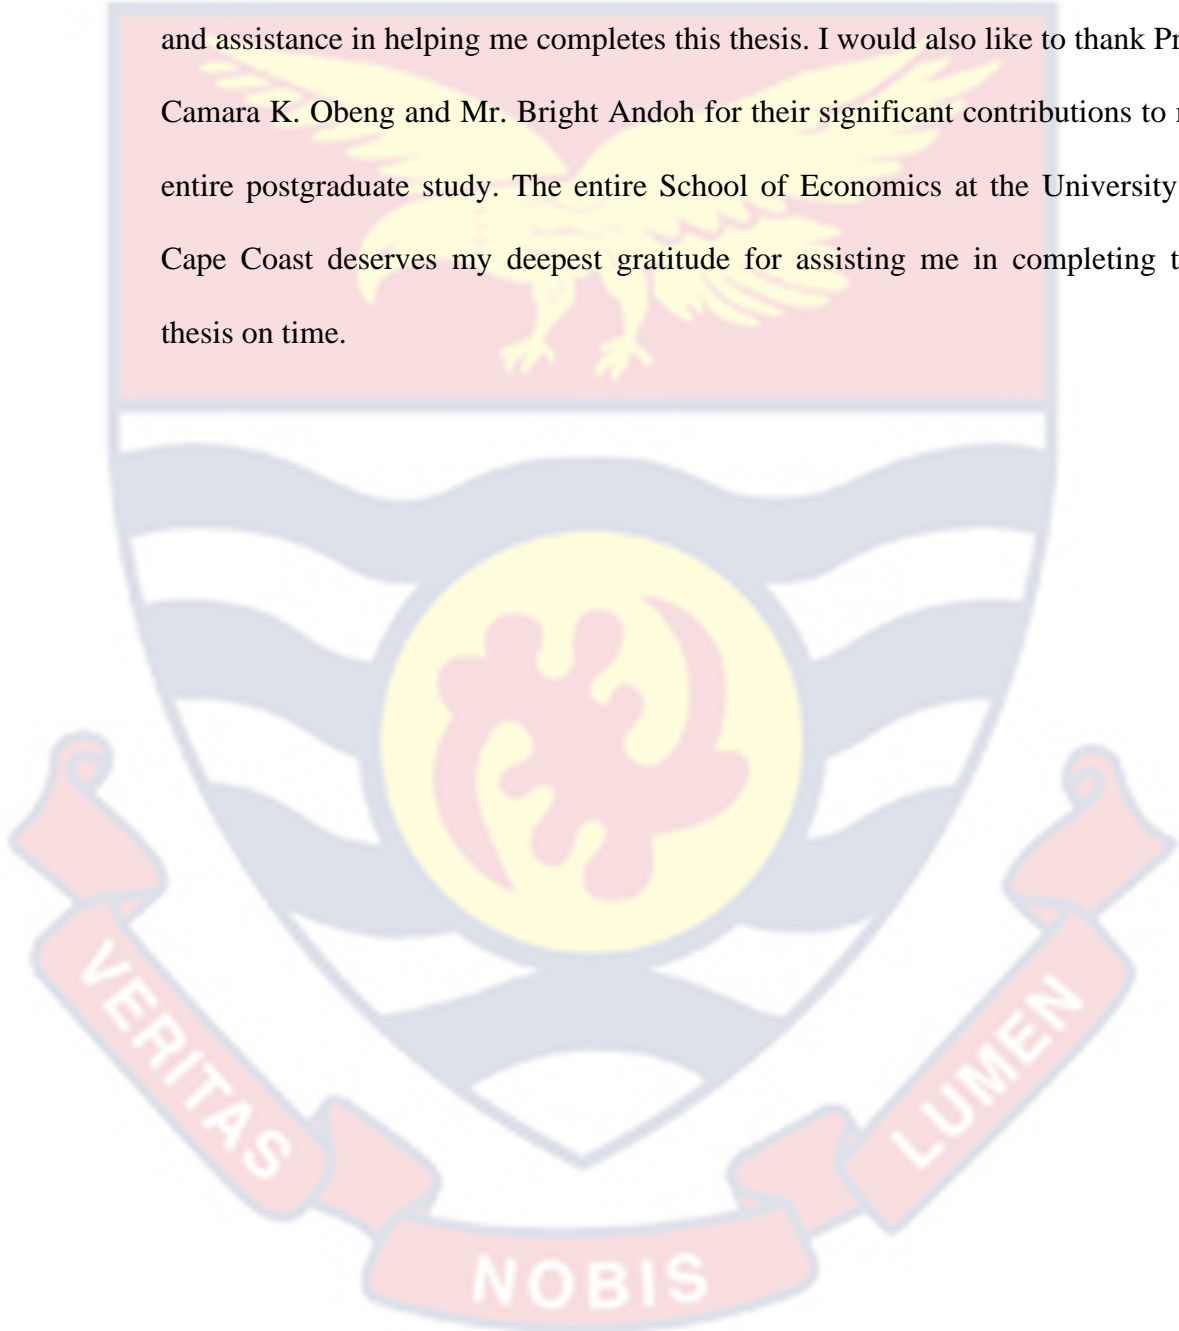 and assistance in helping me completes this thesis. I would also like to thank
Camara K. Obeng and Mr. Bright Andoh for their significant contributions to
entire postgraduate study. The entire School of Economics at the University
Cape Coast deserves my deepest gratitude for assisting me in completing
thesis on time.
VERITAS
NOBIS
LUMEN